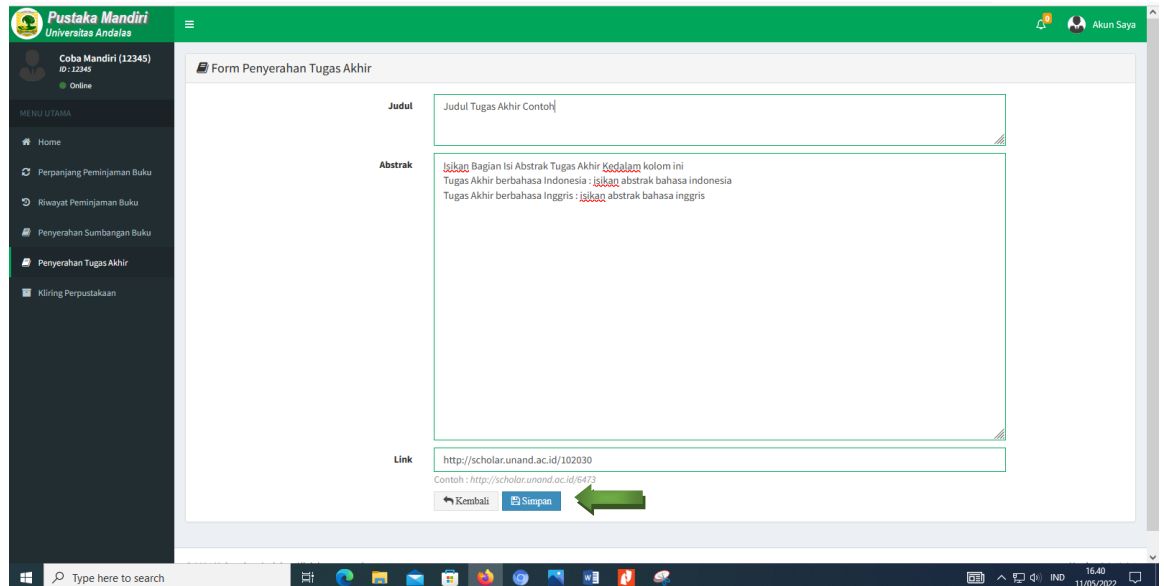 Pustaka Mandiri
Universitas Andalas
0
Akun Saya
Coba Mandiri (12345)
ID : 12345
Online
MENU UTAMA
Home
Perpanjang Peminjaman Buku
Riwayat Peminjaman Buku
Penyerahan Sumbangan Buku
Penyerahan Tugas Akhir
Kliring Perpustakaan
Form Penyerahan Tugas Akhir
Judul
Judul Tugas Akhir Contoh
Abstrak
Isikan Bagian Isi Abstrak Tugas Akhir Kedalam kolom ini
Tugas Akhir berbahasa Indonesia : isikan abstrak bahasa indonesia
Tugas Akhir berbahasa Inggris : isikan abstrak bahasa inggris
Link
http://scholar.unand.ac.id/102030
Contoh : http://scholar.unand.ac.id/6473
Kembali
Simpan
Type here to search
IND
16.40
11/05/2022